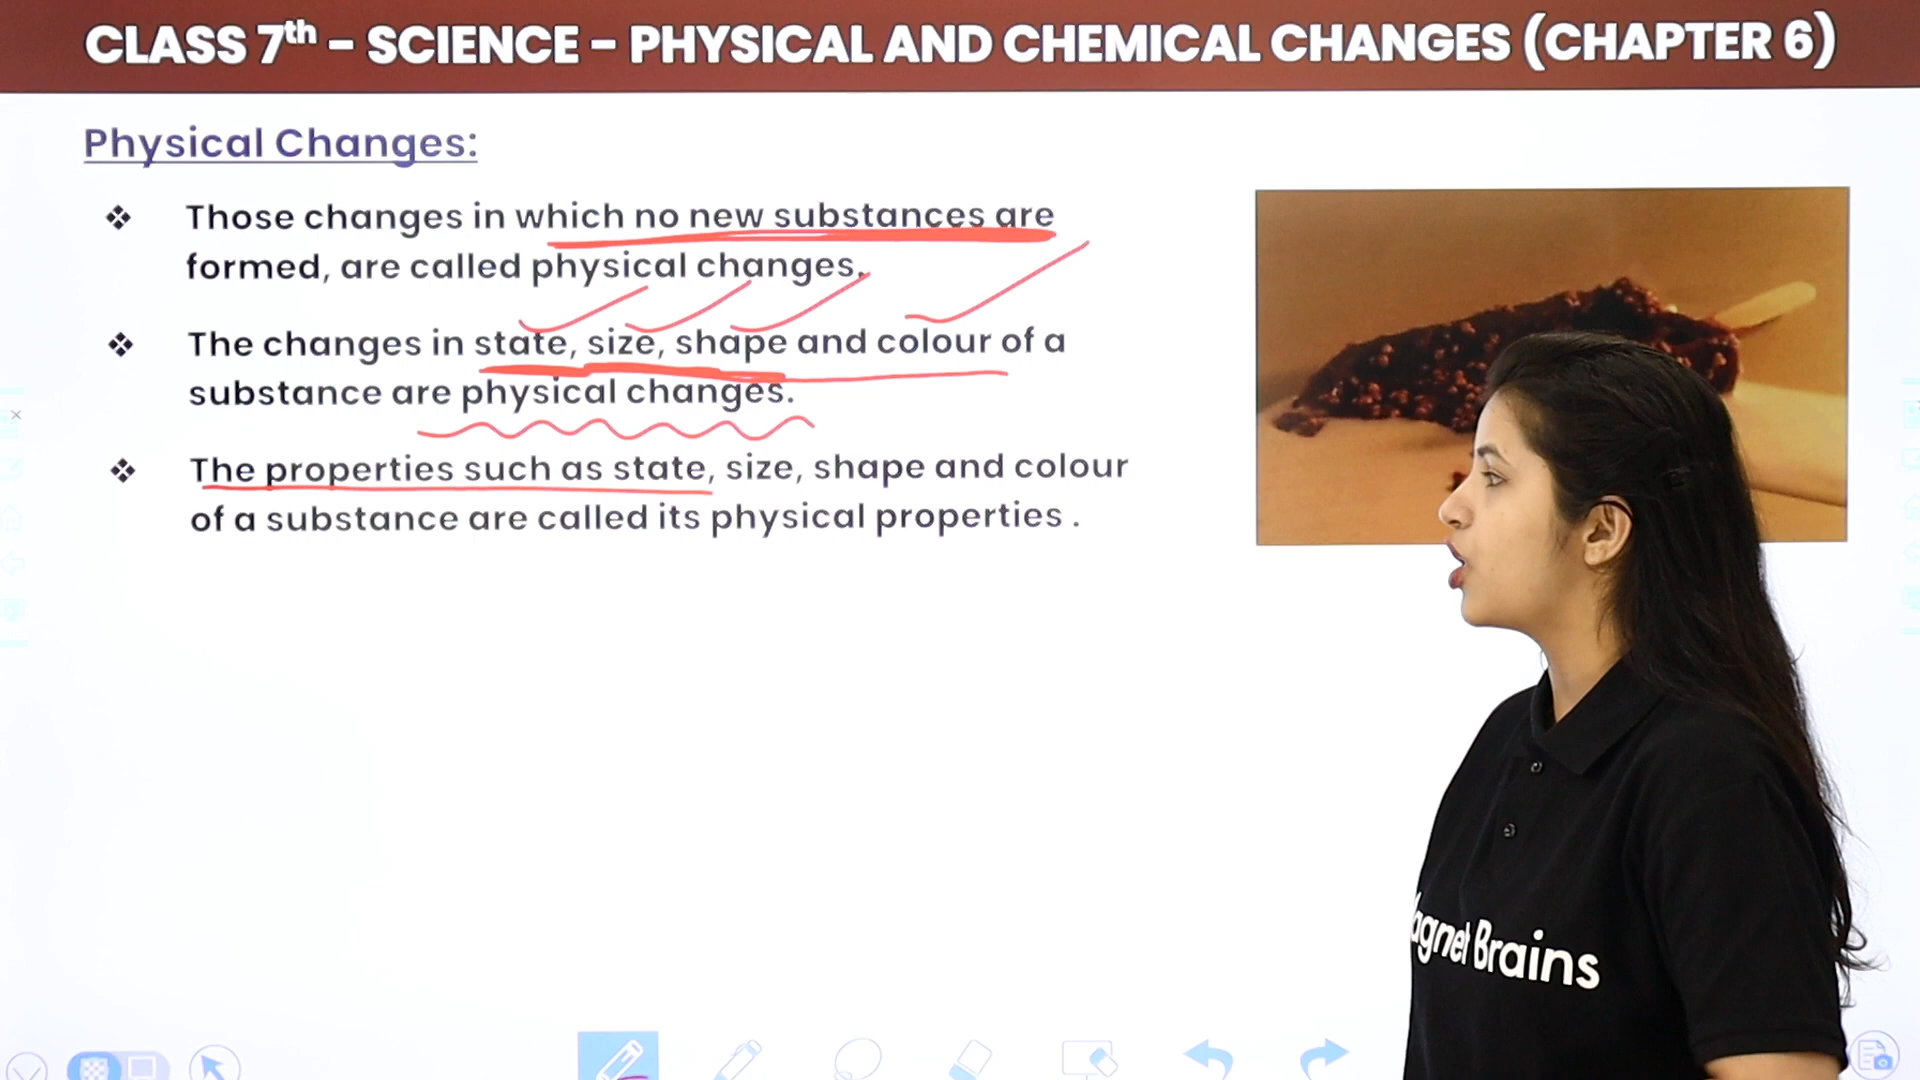 CLASS 7th - SCIENCE - PHYSICAL AND CHEMICAL CHANGES (CHAPTER 6)
Physical Changes:
❖ Those changes in which no new substances are
formed, are called physical changes.
❖ The changes in state, size, shape and colour of a
substance are physical changes.
❖ The properties such as state, size, shape and colour
of a substance are called its physical properties .
agnet Brains